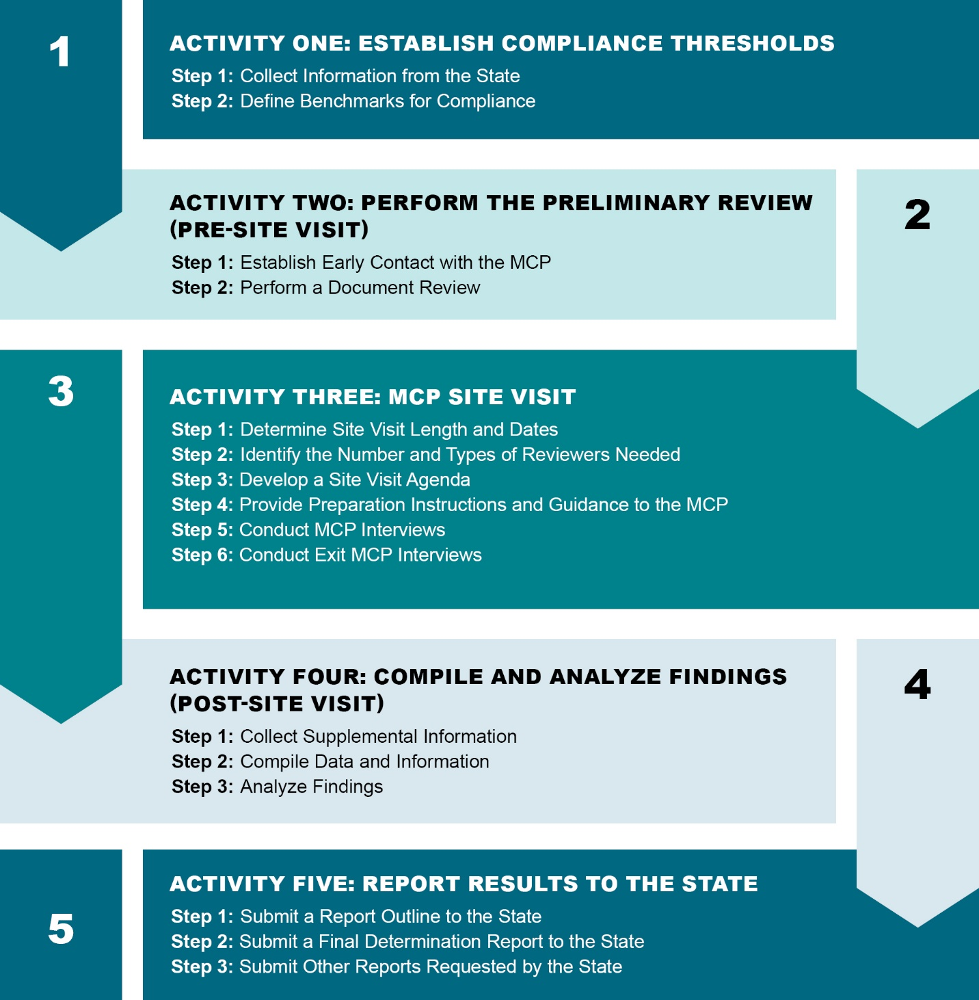 1
ACTIVITY ONE: ESTABLISH COMPLIANCE THRESHOLDS
Step 1: Collect Information from the State
Step 2: Define Benchmarks for Compliance
ACTIVITY TWO: PERFORM THE PRELIMINARY REVIEW
(PRE-SITE VISIT)
2
Step 1: Establish Early Contact with the MCP
Step 2: Perform a Document Review
3
ACTIVITY THREE: MCP SITE VISIT
Step 1: Determine Site Visit Length and Dates
Step 2: Identify the Number and Types of Reviewers Needed
Step 3: Develop a Site Visit Agenda
Step 4: Provide Preparation Instructions and Guidance to the MCP
Step 5: Conduct MCP Interviews
Step 6: Conduct Exit MCP Interviews
ACTIVITY FOUR: COMPILE AND ANALYZE FINDINGS
(POST-SITE VISIT)
4
Step 1: Collect Supplemental Information
Step 2: Compile Data and Information
Step 3: Analyze Findings
5
ACTIVITY FIVE: REPORT RESULTS TO THE STATE
Step 1: Submit a Report Outline to the State
Step 2: Submit a Final Determination Report to the State
Step 3: Submit Other Reports Requested by the State